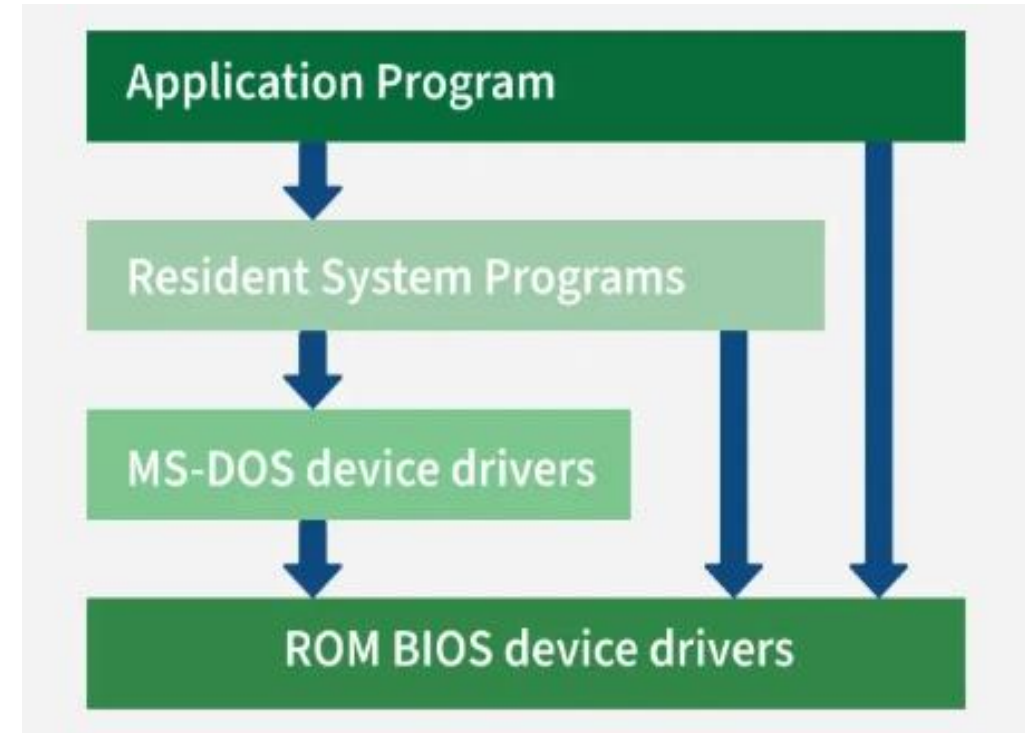 Application Program
Resident System Programs
MS-DOS device drivers
ROM BIOS device drivers